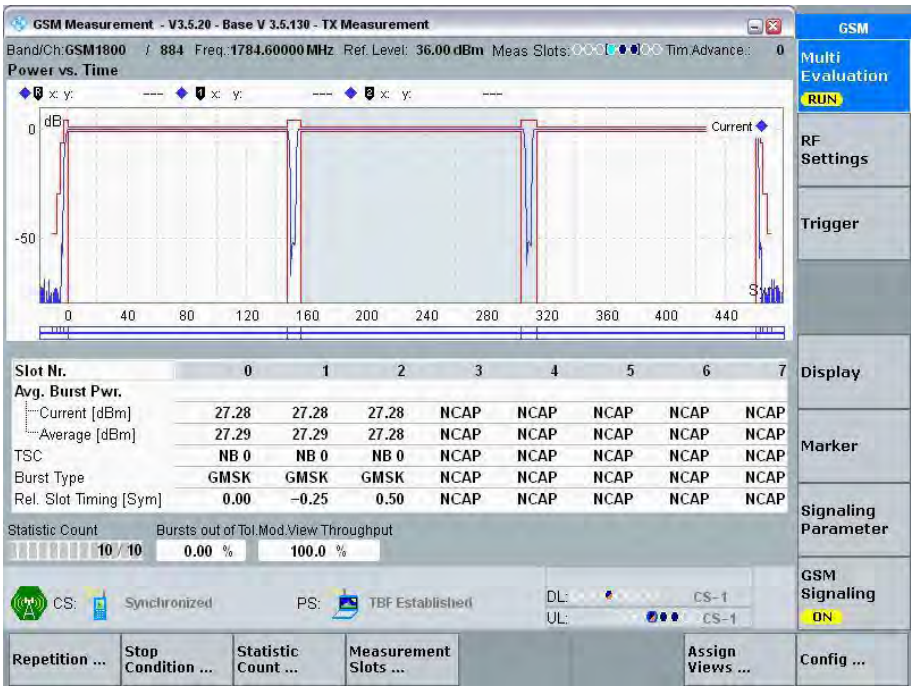 GSM Measurement - V3.5.20 - Base V 3.5.130 - TX Measurement
Band/Ch:GSM1800 / 884 Freq.:1784.60000 MHz Ref. Level: 36.00 dBm Meas Slots: Tim.Advance.: 0
Power vs. Time
R x: y: --- 1 x: y: --- 2 x: y: ---
dB
0
Current
-50
Sym
0 40 80 120 160 200 240 280 320 360 400 440
Slot Nr. 0 1 2 3 4 5 6 7
Avg. Burst Pwr.
Current [dBm] 27.28 27.28 27.28 NCAP NCAP NCAP NCAP NCAP
Average [dBm] 27.29 27.29 27.28 NCAP NCAP NCAP NCAP NCAP
TSC NB 0 NB 0 NB 0 NCAP NCAP NCAP NCAP NCAP
Burst Type GMSK GMSK GMSK NCAP NCAP NCAP NCAP NCAP
Rel. Slot Timing [Sym] 0.00 −0.25 0.50 NCAP NCAP NCAP NCAP NCAP
Statistic Count Bursts out of Tol. Mod.View Throughput
10 / 10 0.00 % 100.0 %
CS: Synchronized PS: TBF Established DL: CS-1
UL: CS-1
GSM
Multi
Evaluation
RUN
RF
Settings
Trigger
Display
Marker
Signaling
Parameter
GSM
Signaling
ON
Repetition ...
Stop
Condition ...
Statistic
Count ...
Measurement
Slots ...
Assign
Views ...
Config ...